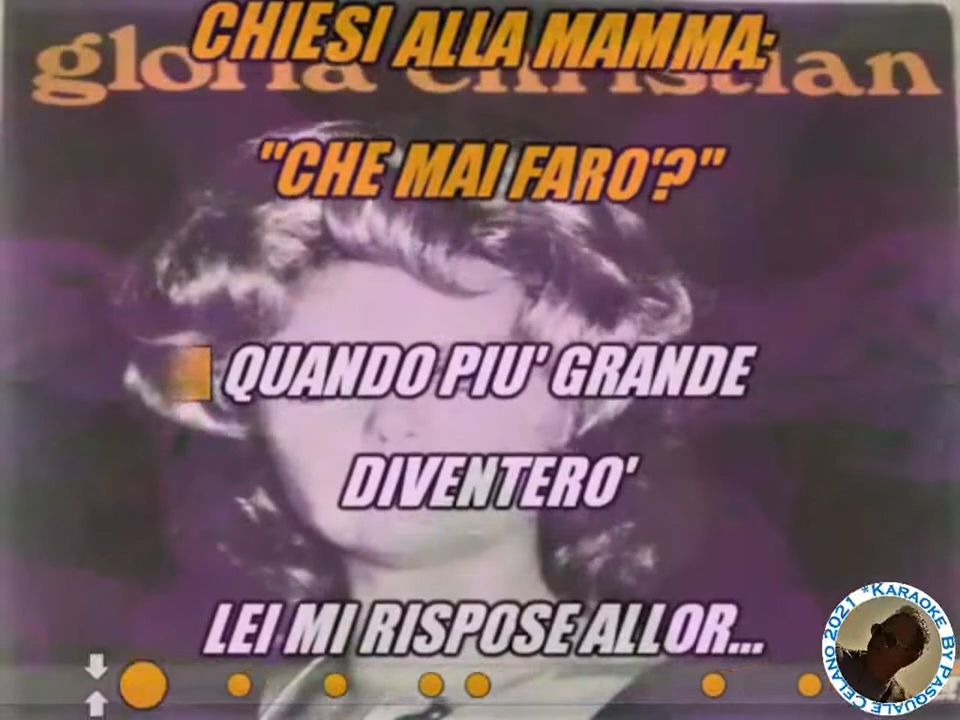 CHIESI ALLA MAMMA:
gloria christian
"CHE MAI FARO'?"
QUANDO PIU' GRANDE
DIVENTERO'
LEI MI RISPOSE ALLOR...
*KARAOKE BY PASQUALE CELANO 2021